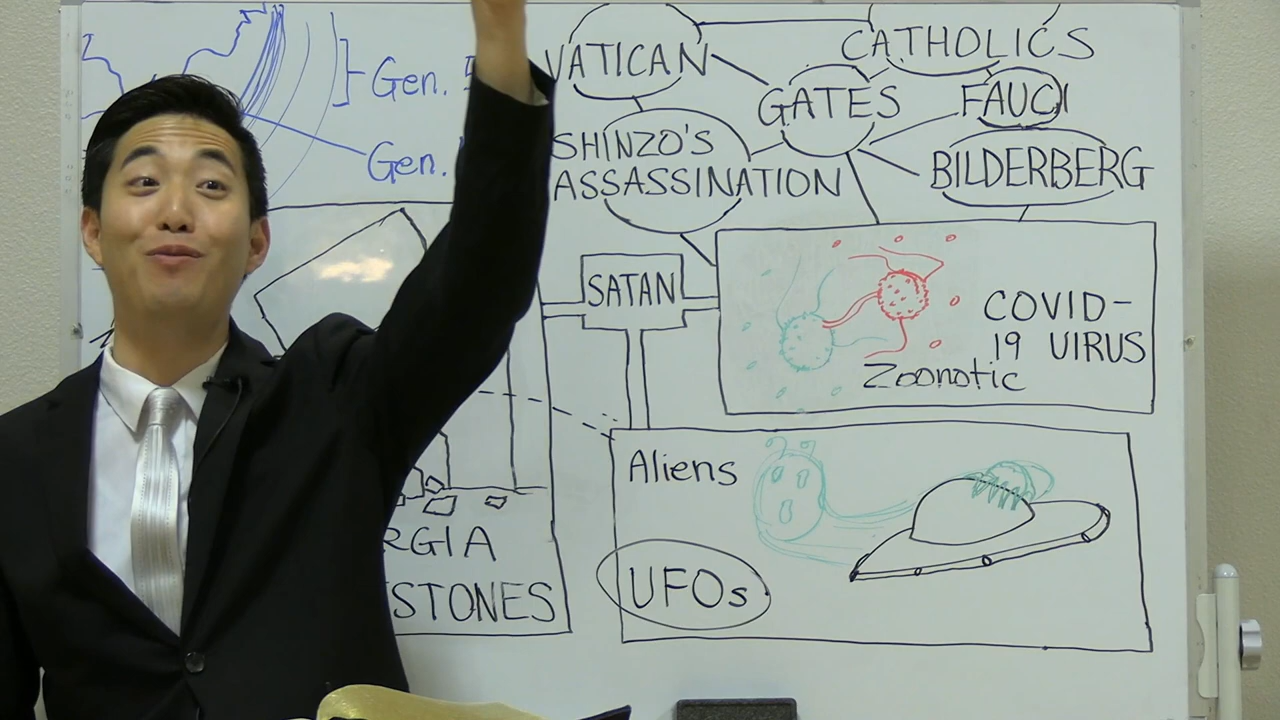 Gen.
Gen.
VATICAN
CATHOLICS
GATES
FAUCI
SHINZO'S
ASSASSINATION
BILDERBERG
SATAN
COVID-
19 VIRUS
Zoonotic
Aliens
UFOs
RGIA
STONES